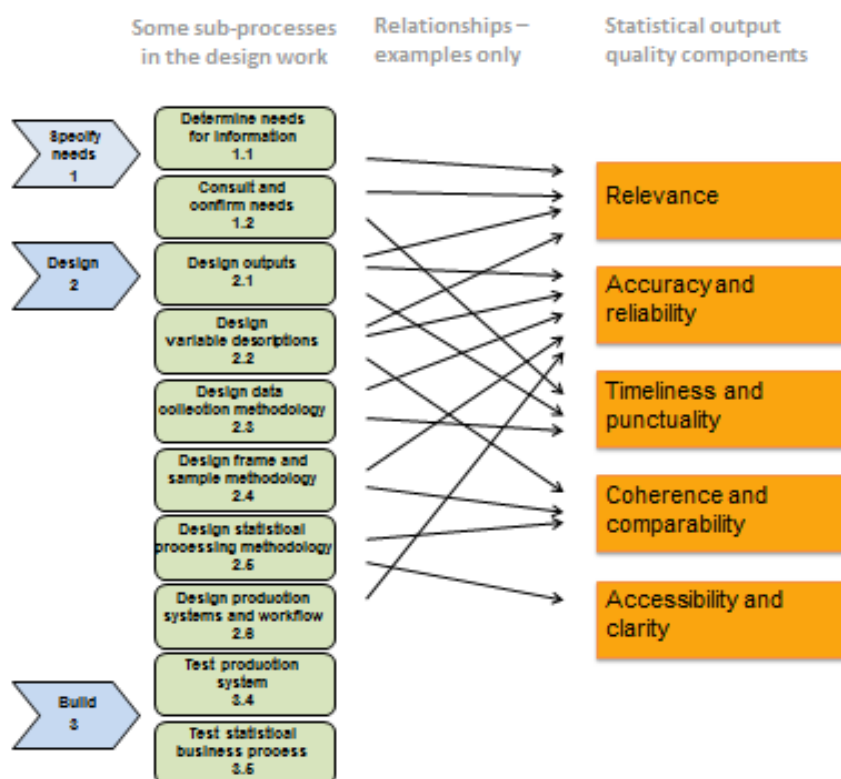 Some sub-processes
in the design work
Relationships –
examples only
Statistical output
quality components
Specify
needs
1
Determine needs
for information
1.1
Consult and
confirm needs
1.2
Design
2
Design outputs
2.1
Design
variable descriptions
2.2
Design data
collection methodology
2.3
Design frame and
sample methodology
2.4
Design statistical
processing methodology
2.5
Design production
systems and workflow
2.6
Build
3
Test production
system
3.4
Test statistical
business process
3.5
Relevance
Accuracy and
reliability
Timeliness and
punctuality
Coherence and
comparability
Accessibility and
clarity